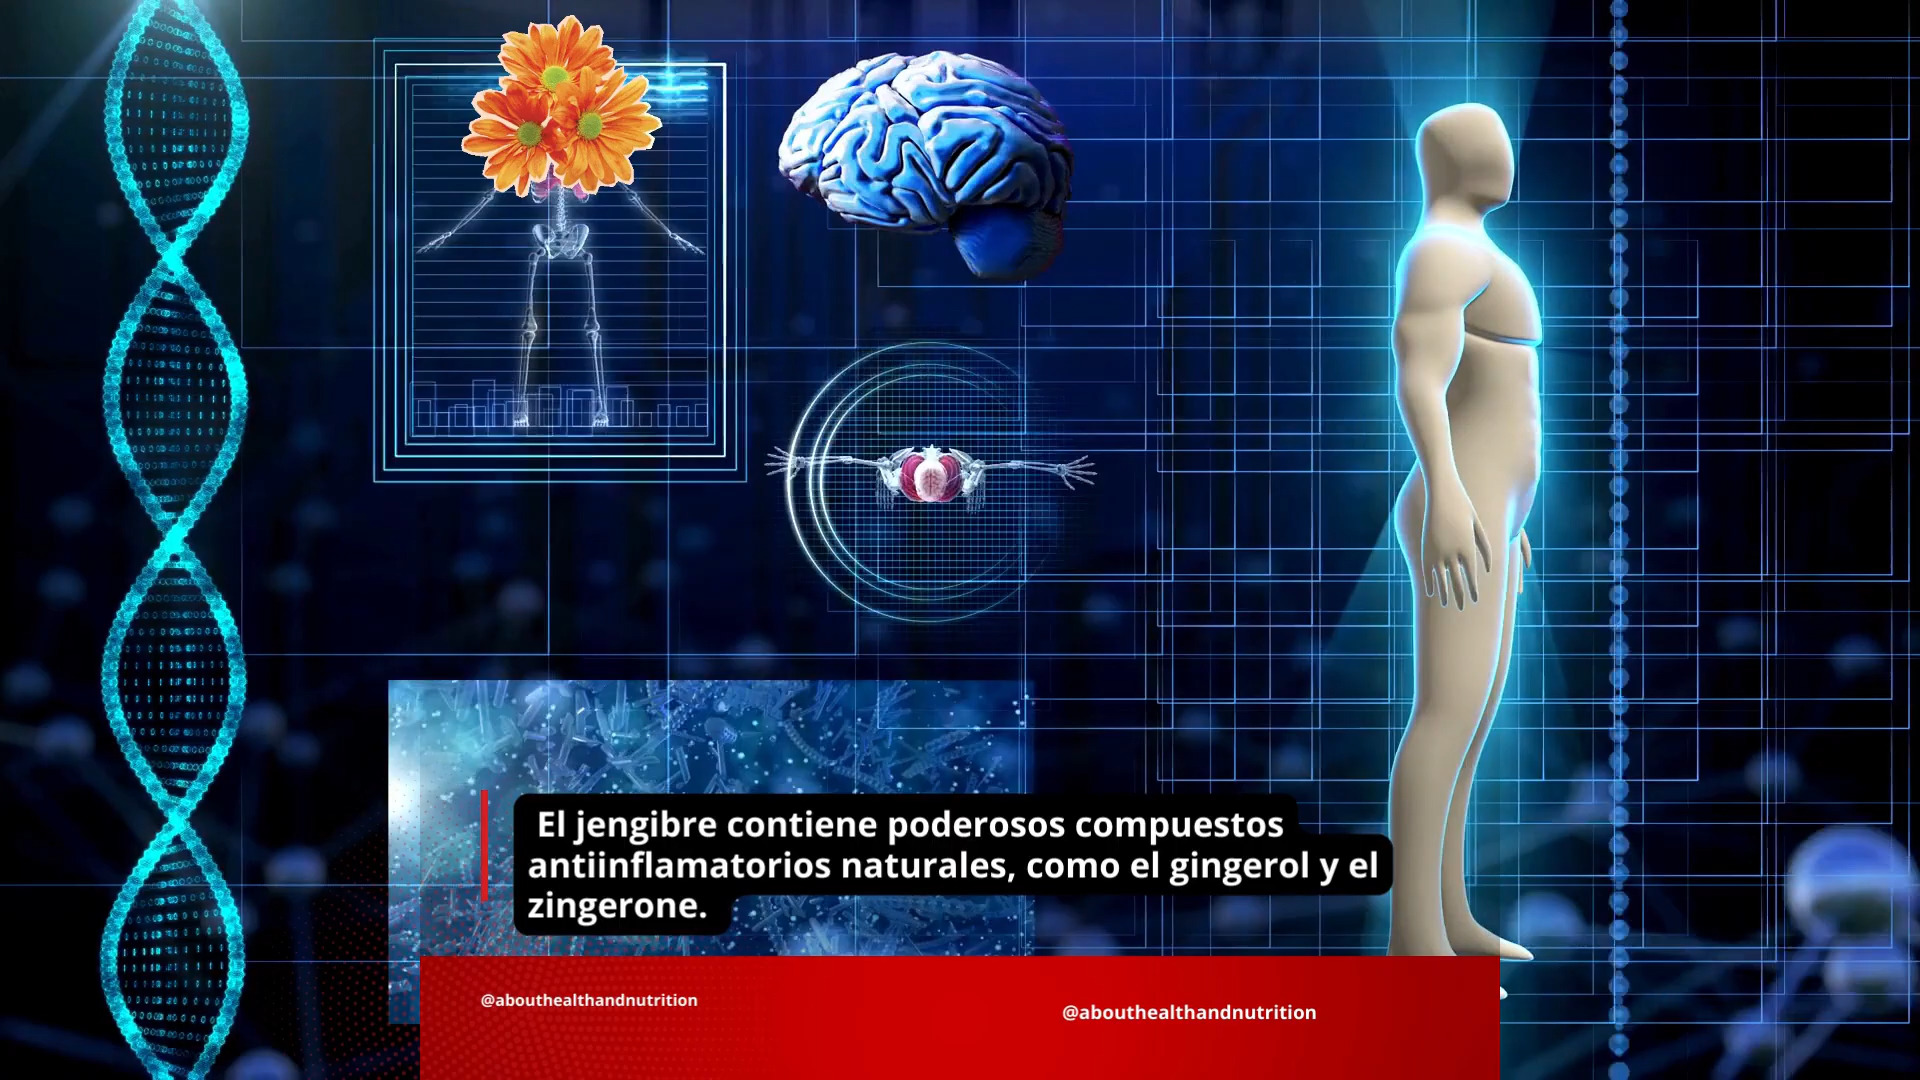 El jengibre contiene poderosos compuestos
antiinflamatorios naturales, como el gingerol y el
zingerone.
@abouthealthandnutrition
@abouthealthandnutrition